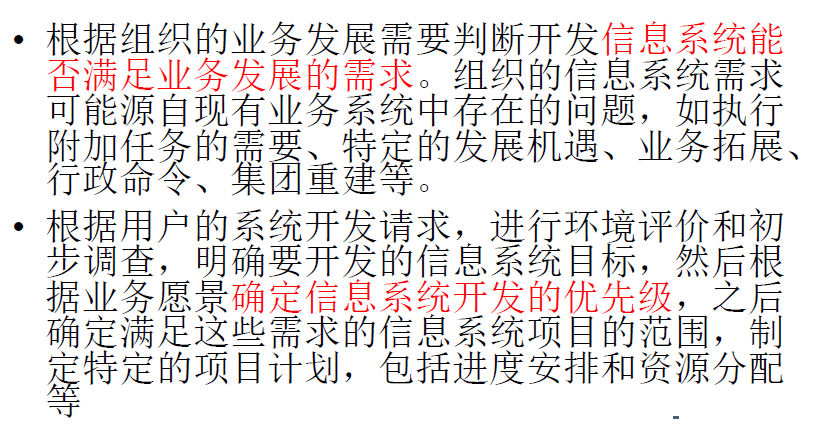 • 根据组织的业务发展需要判断开发信息系统能
否满足业务发展的需求。组织的信息系统需求
可能源自现有业务系统中存在的问题，如执行
附加任务的需要、特定的发展机遇、业务拓展、
行政命令、集团重建等。
• 根据用户的系统开发请求，进行环境评价和初
步调查，明确要开发的信息系统目标，然后根
据业务愿景确定信息系统开发的优先级，之后
确定满足这些需求的信息系统项目的范围，制
定特定的项目计划，包括进度安排和资源分配
等